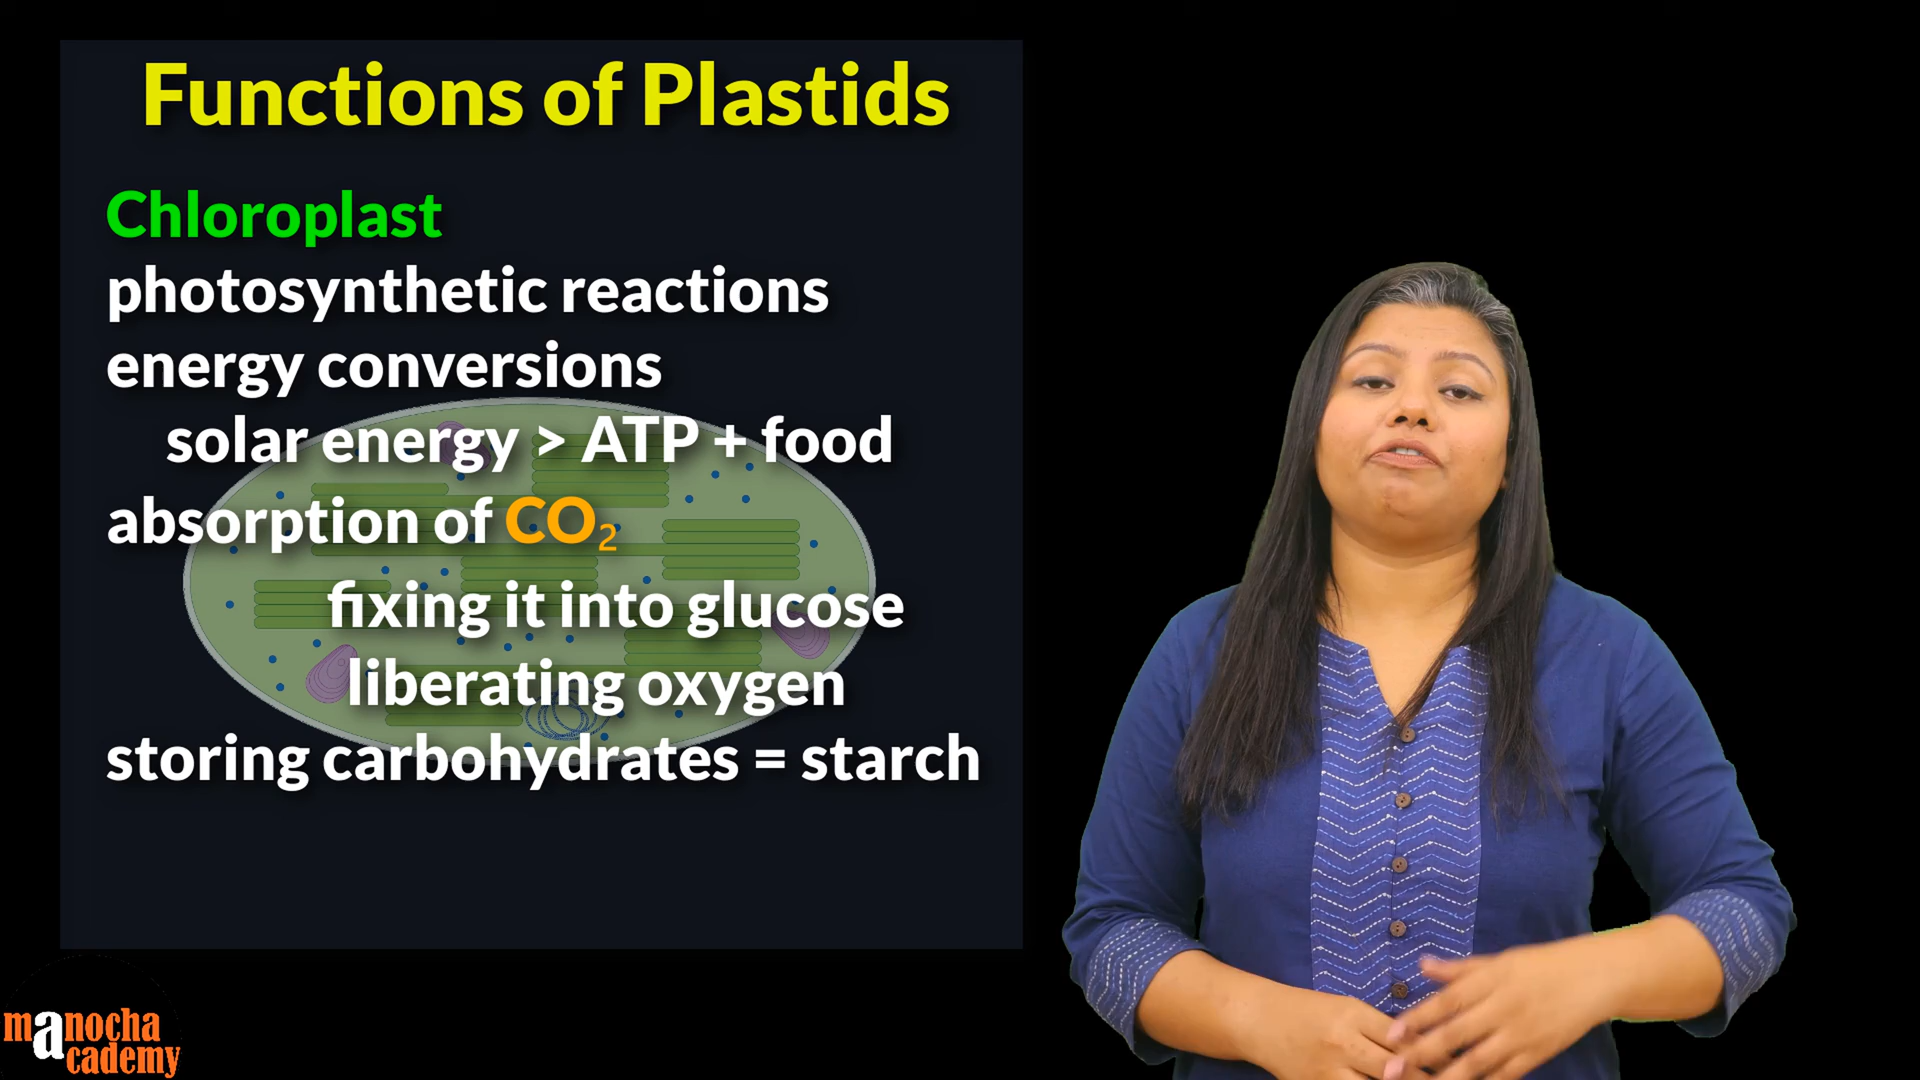 Functions of Plastids
Chloroplast
photosynthetic reactions
energy conversions
solar energy > ATP + food
absorption of CO₂
fixing it into glucose
liberating oxygen
storing carbohydrates = starch
manocha
academy